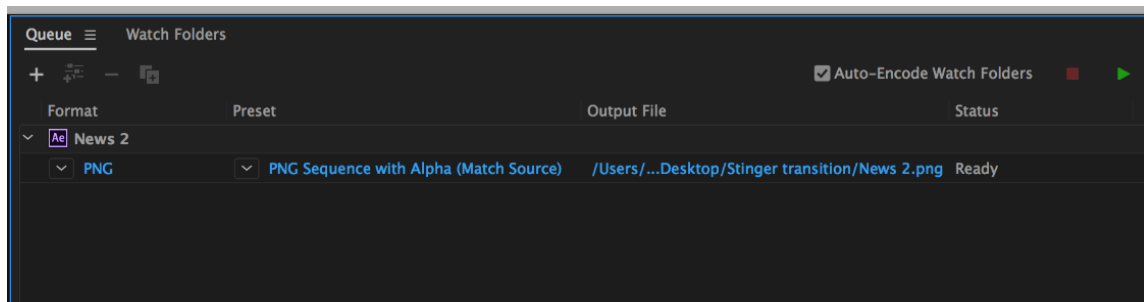 Queue Watch Folders
Auto-Encode Watch Folders
Format Preset Output File Status
Ae News 2
PNG PNG Sequence with Alpha (Match Source) /Users/...Desktop/Stinger transition/News 2.png Ready